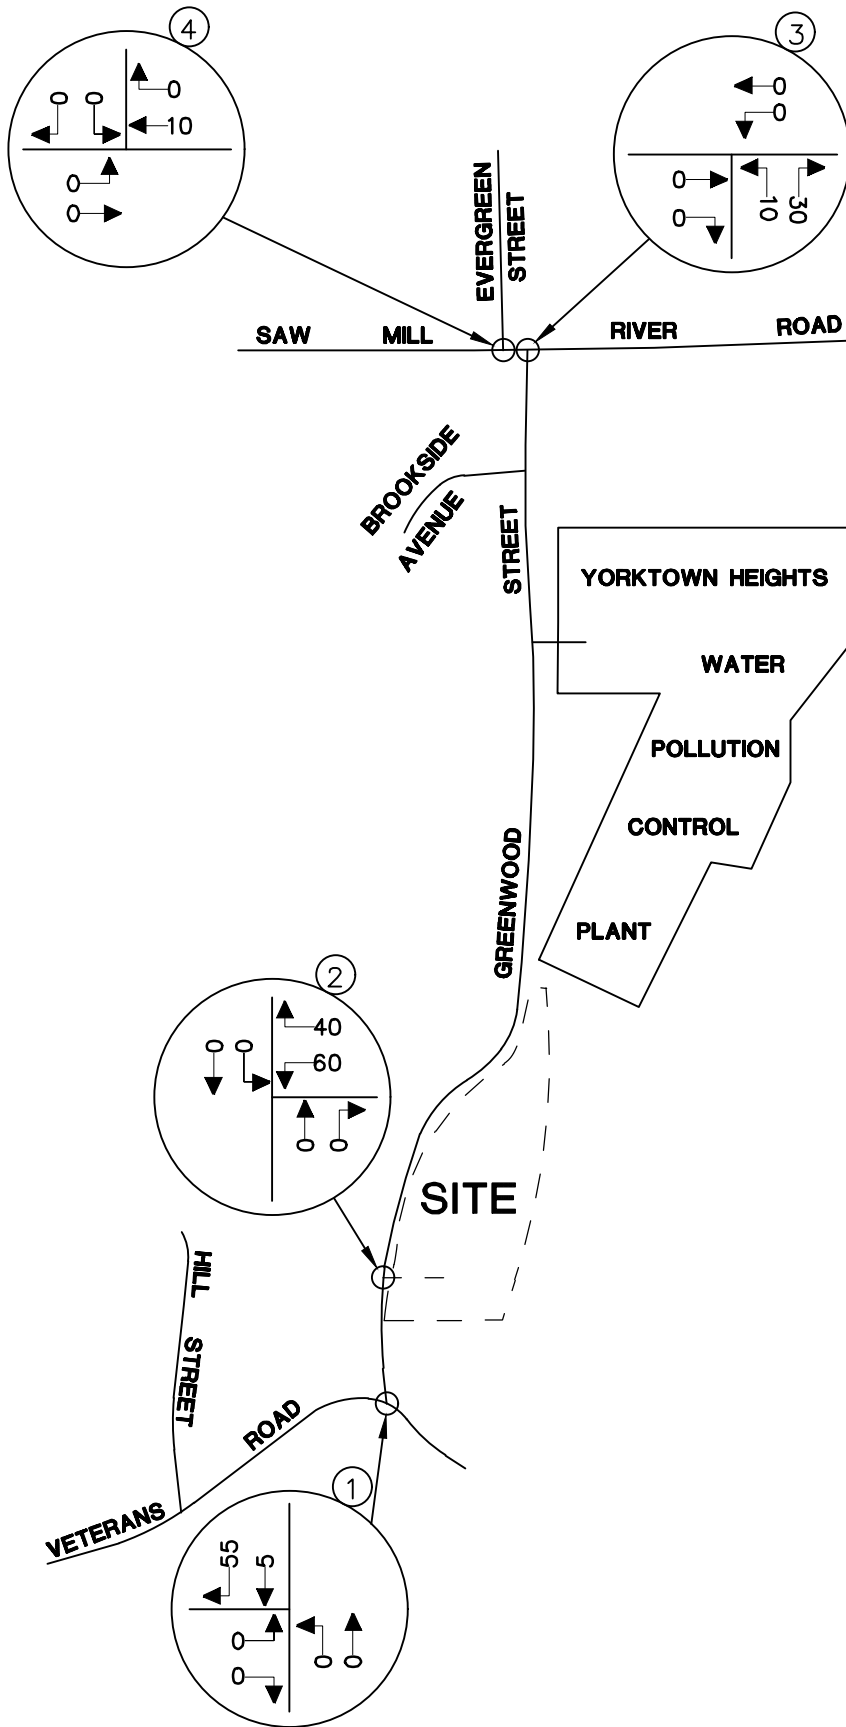 4
3
0
0
0
10
0
0
0
0
0
0
10
30
EVERGREEN
STREET
SAW MILL RIVER ROAD
BROOKSIDE
AVENUE
STREET
YORKTOWN HEIGHTS
WATER
POLLUTION
CONTROL
PLANT
GREENWOOD
2
40
0
0
60
0
0
SITE
HILL STREET
VETERANS ROAD
1
55
5
0
0
0
0